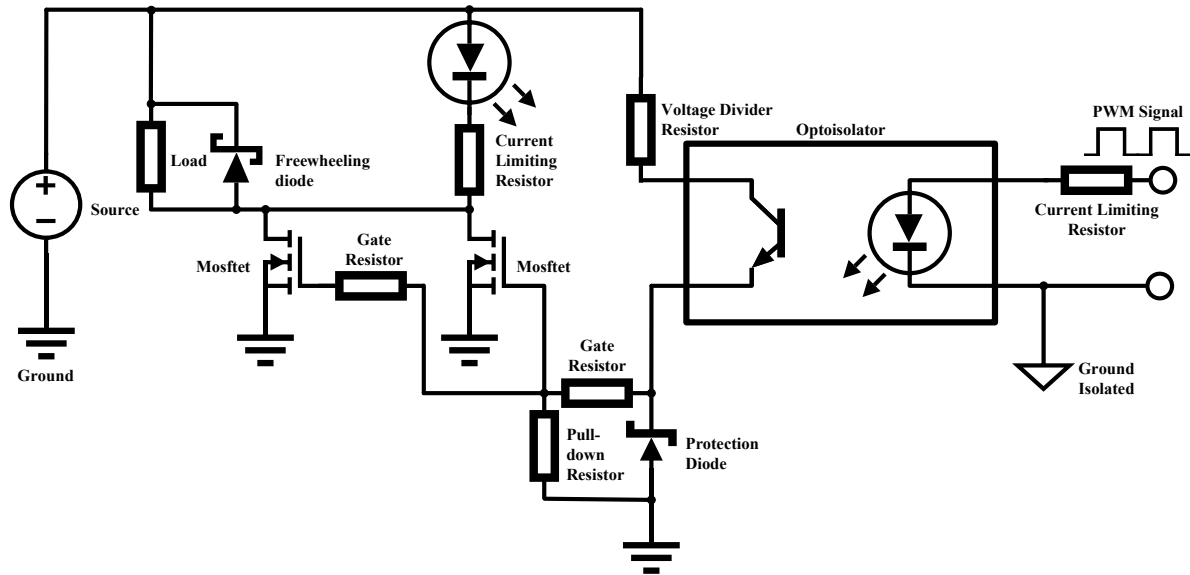 Voltage Divider
Resistor
PWM Signal
Optoisolator
Load
Freewheeling
diode
Current
Limiting
Resistor
+
−
Source
Current Limiting
Resistor
Gate
Resistor
Mosftet
Mosftet
Gate
Resistor
Ground
Ground
Isolated
Pull-
down
Resistor
Protection
Diode